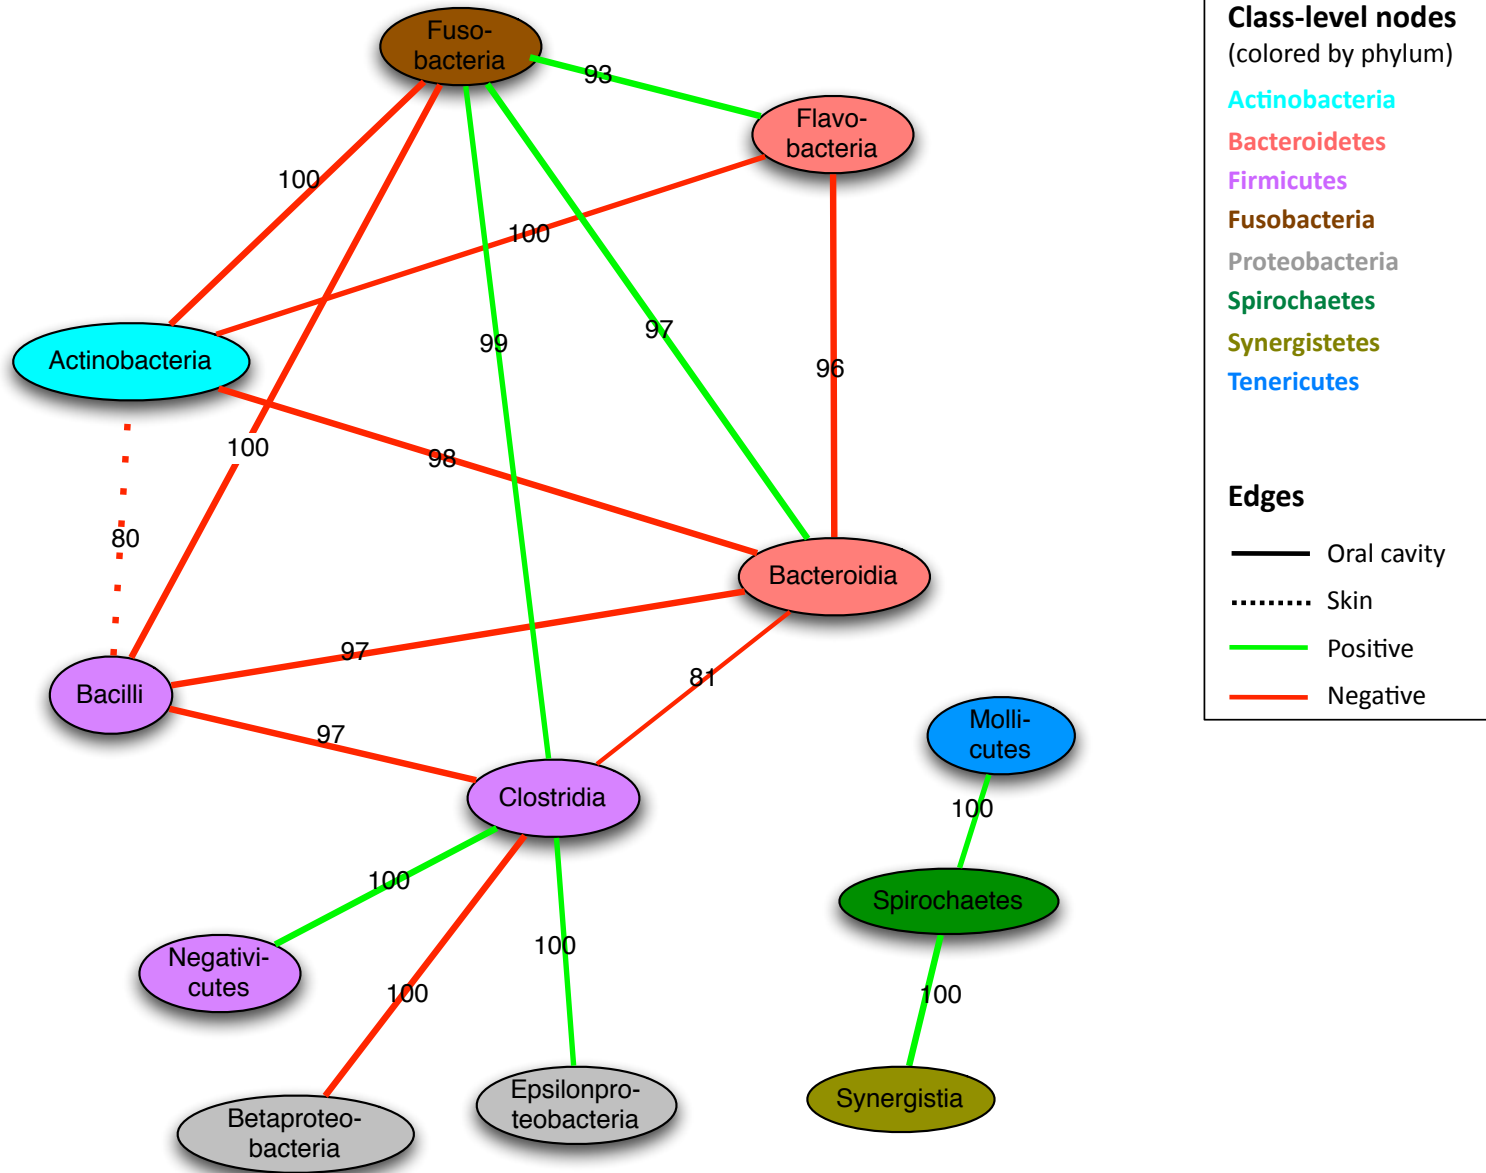 Fuso-
bacteria
93
Flavo-
bacteria
100
100
99
97
96
Actinobacteria
100
98
80
Bacteroidia
97
81
Bacilli
97
Clostridia
Molli-
cutes
100
100
Spirochaetes
100
100
100
Negativi-
cutes
Epsilonpro-
teobacteria
Synergistia
Betaproteo-
bacteria
Class-level nodes
(colored by phylum)
Actinobacteria
Bacteroidetes
Firmicutes
Fusobacteria
Proteobacteria
Spirochaetes
Synergistetes
Tenericutes
Edges
Oral cavity
Skin
Positive
Negative